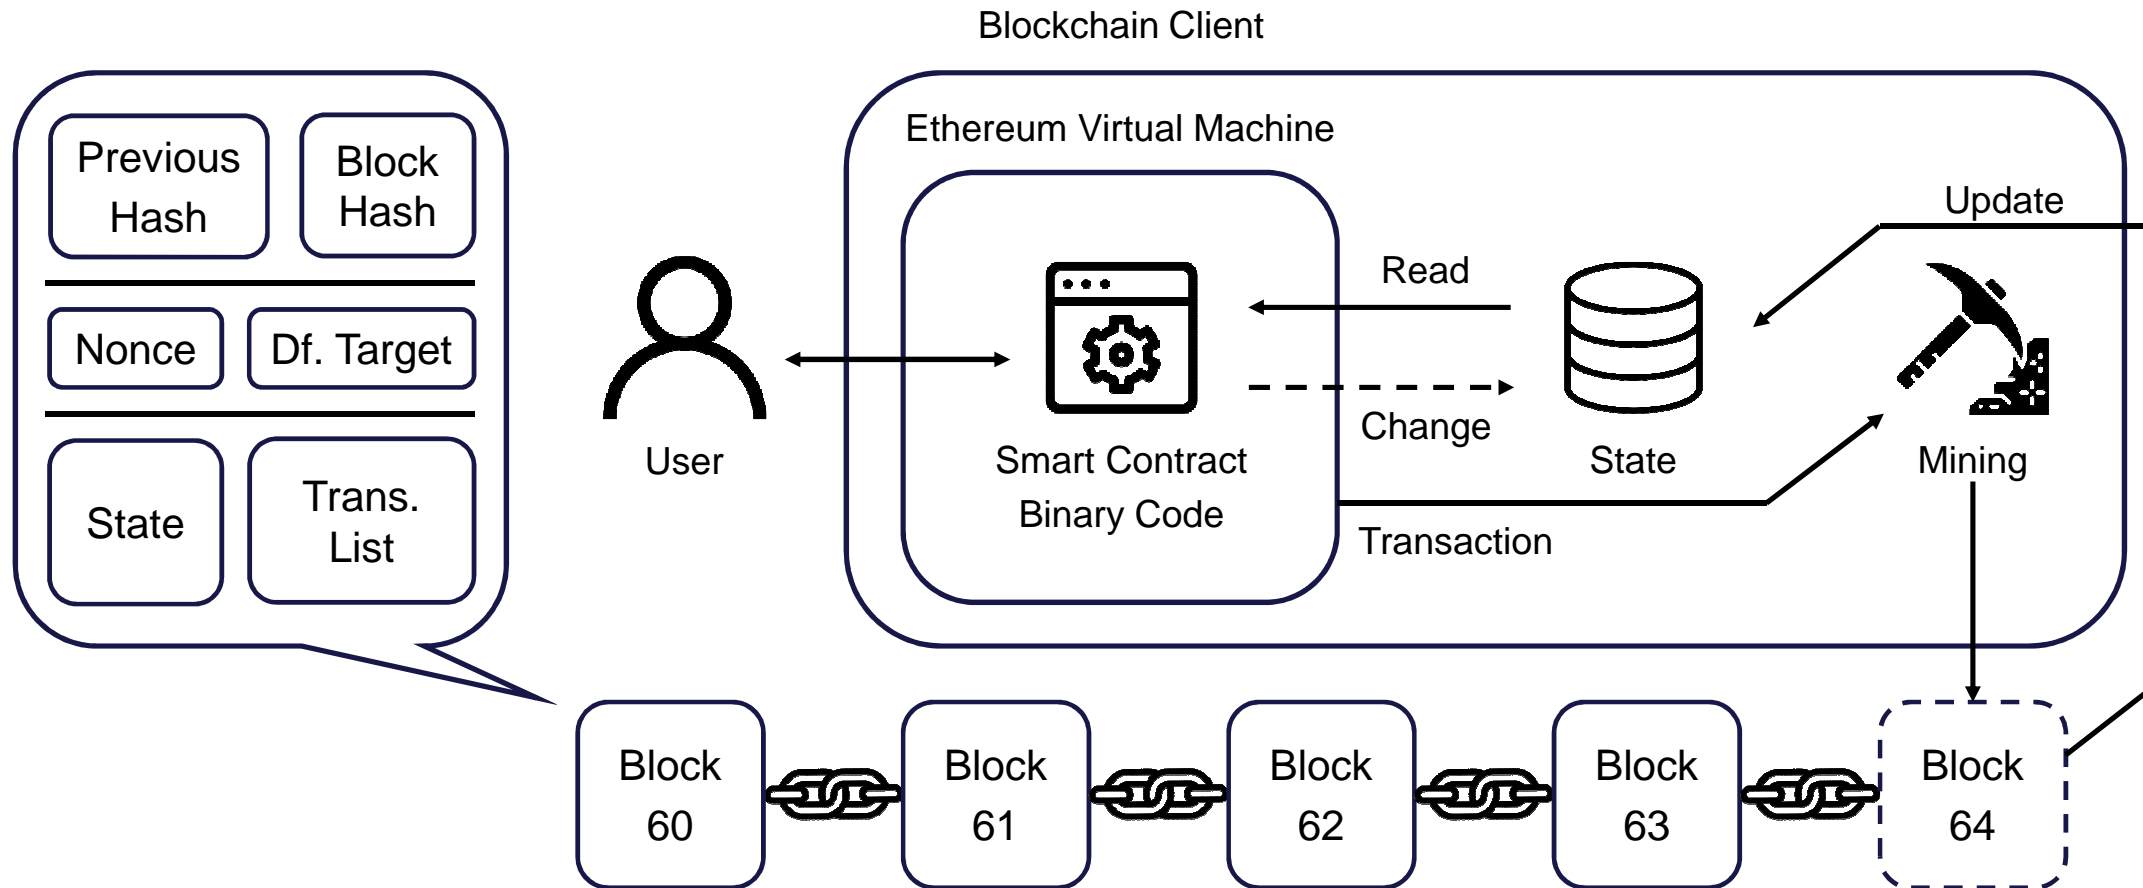 Blockchain Client
Previous
Hash
Block
Hash
Nonce
Df. Target
State
Trans.
List
Ethereum Virtual Machine
User
Smart Contract
Binary Code
Read
Change
State
Update
Mining
Transaction
Block
60
Block
61
Block
62
Block
63
Block
64